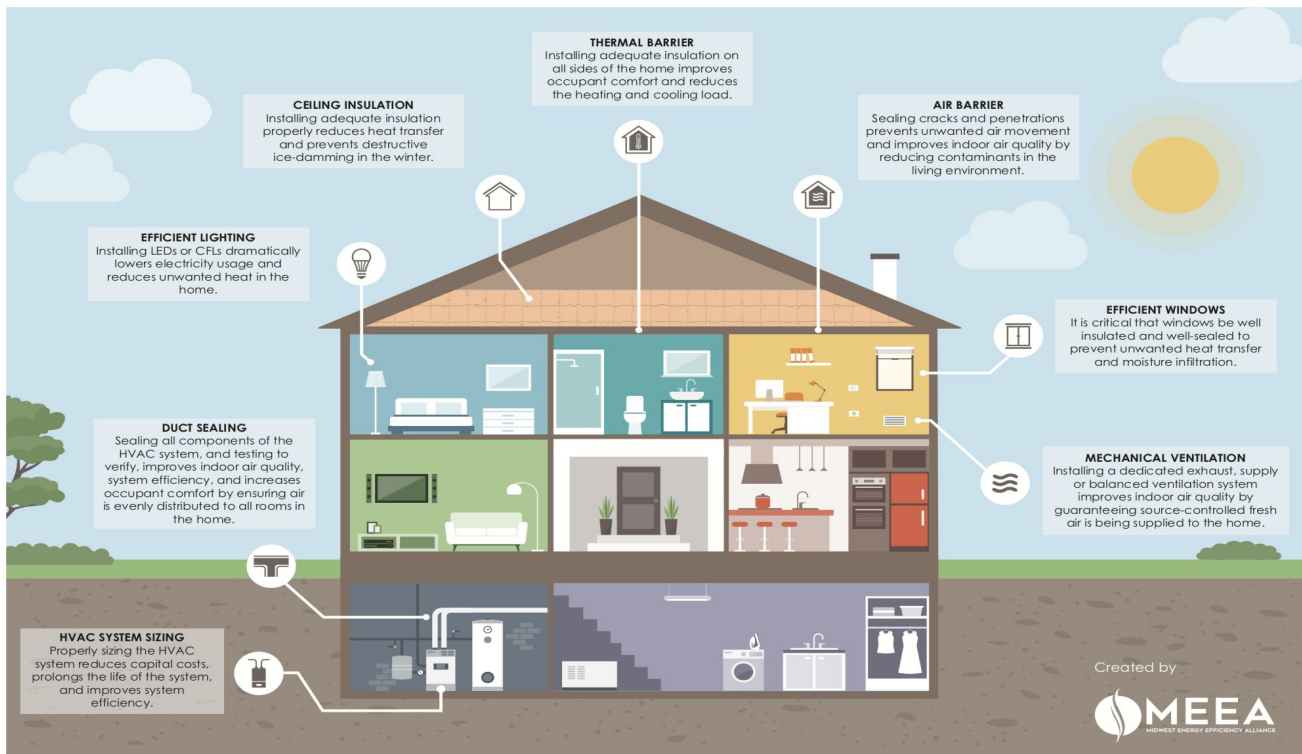 THERMAL BARRIER
Installing adequate insulation on
all sides of the home improves
occupant comfort and reduces
the heating and cooling load.
CEILING INSULATION
Installing adequate insulation
properly reduces heat transfer
and prevents destructive
ice-damming in the winter.
AIR BARRIER
Sealing cracks and penetrations
prevents unwanted air movement
and improves indoor air quality by
reducing contaminants in the
living environment.
EFFICIENT LIGHTING
Installing LEDs or CFLs dramatically
lowers electricity usage and
reduces unwanted heat in the
home.
EFFICIENT WINDOWS
It is critical that windows be well
insulated and well-sealed to
prevent unwanted heat transfer
and moisture infiltration.
DUCT SEALING
Sealing all components of the
HVAC system, and testing to
verify, improves indoor air quality,
system efficiency, and increases
occupant comfort by ensuring air
is evenly distributed to all rooms in
the home.
MECHANICAL VENTILATION
Installing a dedicated exhaust, supply
or balanced ventilation system
improves indoor air quality by
guaranteeing source-controlled fresh
air is being supplied to the home.
HVAC SYSTEM SIZING
Properly sizing the HVAC
system reduces capital costs,
prolongs the life of the system,
and improves system
efficiency.
Created by
MEEA
MIDWEST ENERGY EFFICIENCY ALLIANCE